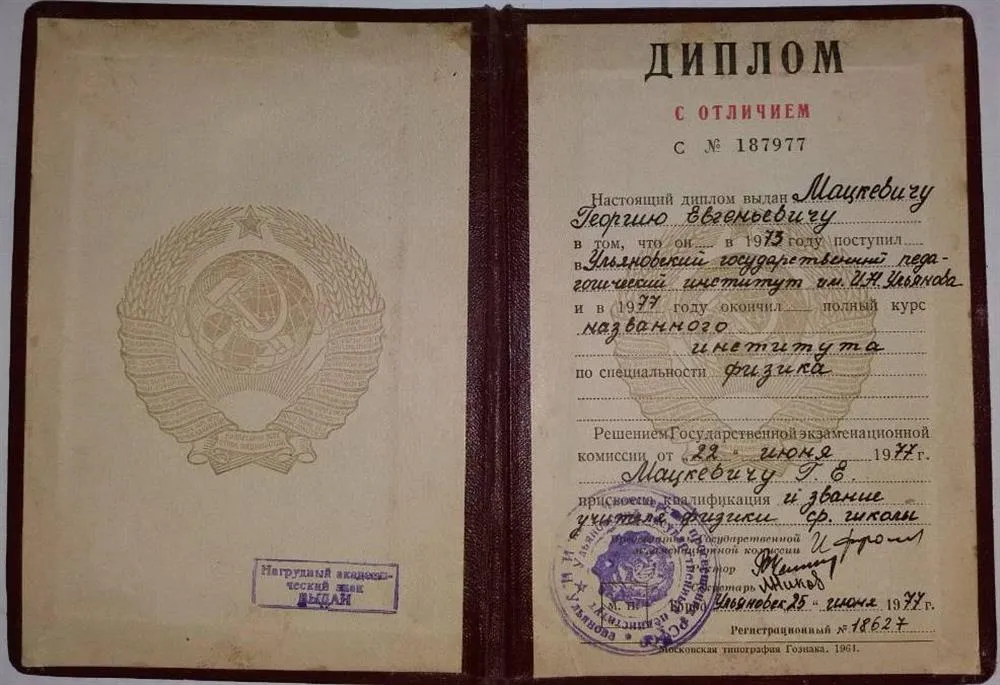 Нагрудный академи-
ческий знак
ВЫДАН
ДИПЛОМ
С ОТЛИЧИЕМ
С № 187977
Настоящий диплом выдан Мацкевичу
Георгию Евгеньевичу
в том, что он в 1973 году поступил
в Ульяновский государственный педа-
гогический институт им. И.Н. Ульянова
и в 1977 году окончил полный курс
названного
института
по специальности физика
Решением Государственной экзаменационной
комиссии от „22" июня 1977 г.
Мацкевичу Г. Е.
присвоена квалификация и звание
учителя физики ср. школы
Председатель Государственной
экзаменационной комиссии
Ректор
Секретарь
М. П. Город Ульяновск 25 " июня 1977 г.
Регистрационный № 18627
Московская типография Гознака. 1961.